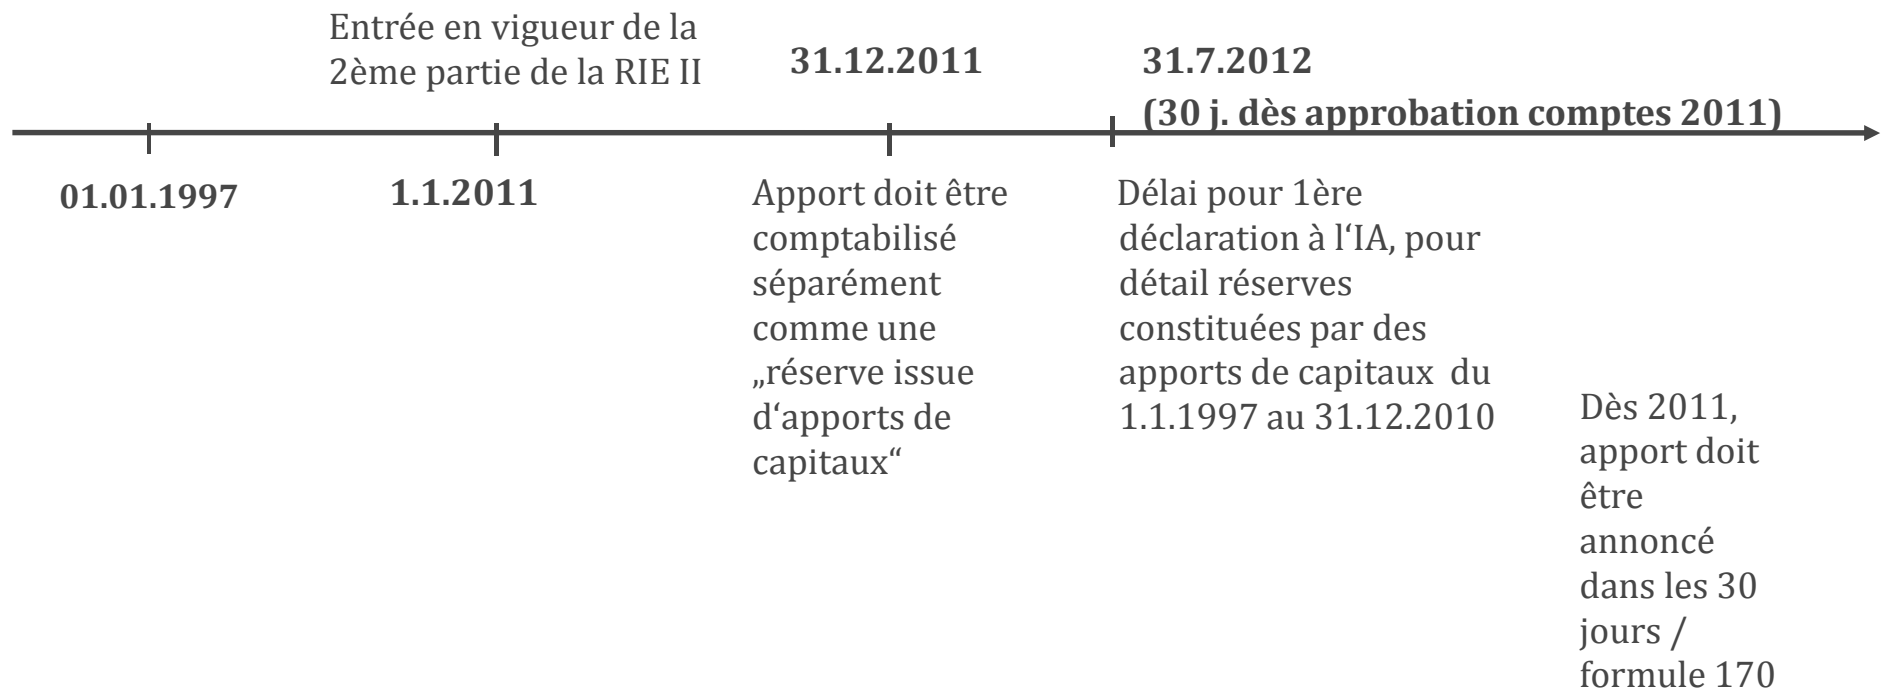 Entrée en vigueur de la
2ème partie de la RIE II
31.12.2011
31.7.2012
(30 j. dès approbation comptes 2011)
01.01.1997
1.1.2011
Apport doit être
comptabilisé
séparément
comme une
„réserve issue
d‘apports de
capitaux“
Délai pour 1ère
déclaration à l‘IA, pour
détail réserves
constituées par des
apports de capitaux  du
1.1.1997 au 31.12.2010
Dès 2011,
apport doit
être
annoncé
dans les 30
jours /
formule 170